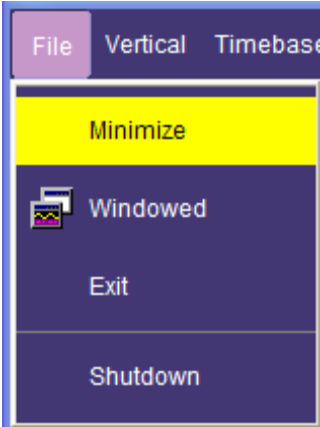 File Vertical Timebase
Minimize
Windowed
Exit
Shutdown